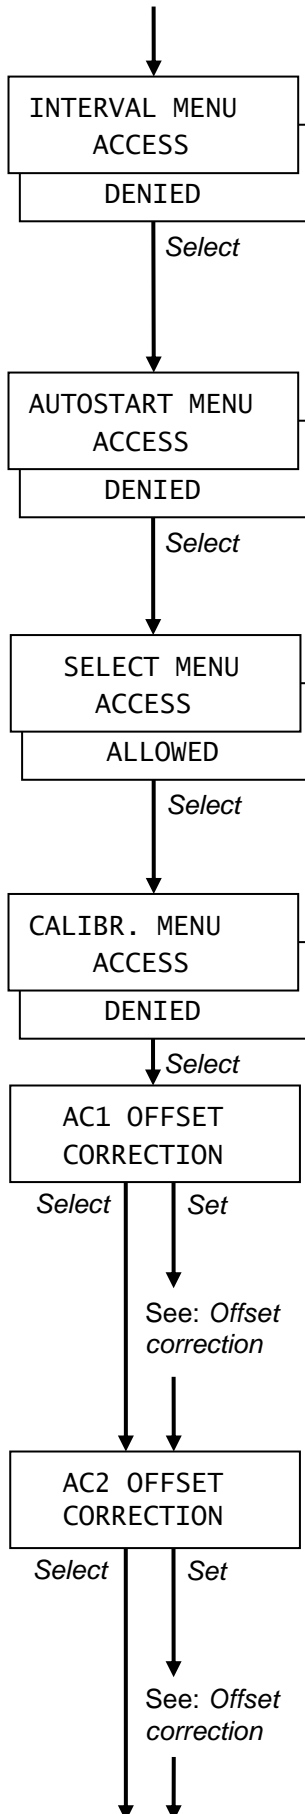 INTERVAL MENU
ACCESS
DENIED
Select
AUTOSTART MENU
ACCESS
DENIED
Select
SELECT MENU
ACCESS
ALLOWED
Select
CALIBR. MENU
ACCESS
DENIED
Select
AC1 OFFSET
CORRECTION
Select Set
See: Offset
correction
AC2 OFFSET
CORRECTION
Select Set
See: Offset
correction